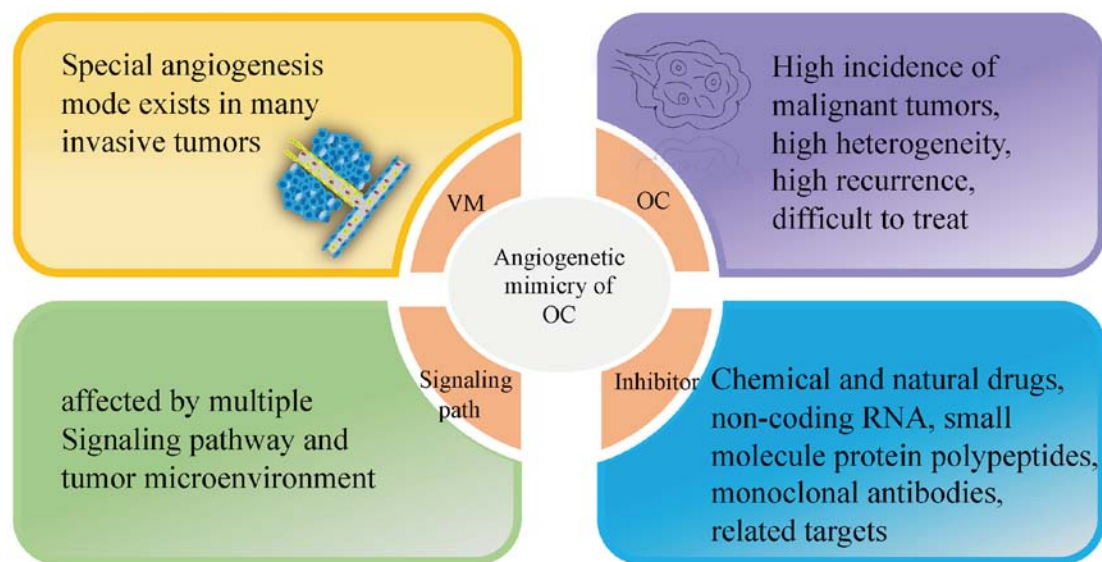 Special angiogenesis
mode exists in many
invasive tumors
High incidence of
malignant tumors,
high heterogeneity,
high recurrence,
difficult to treat
VM
OC
Angiogenetic
mimicry of
OC
Signaling
path
Inhibitor
affected by multiple
Signaling pathway and
tumor microenvironment
Chemical and natural drugs,
non-coding RNA, small
molecule protein polypeptides,
monoclonal antibodies,
related targets